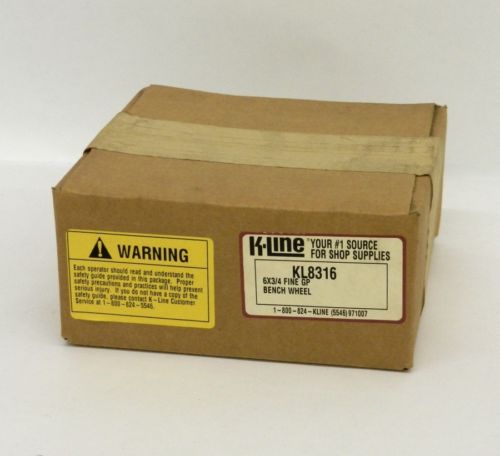 WARNING
Each operator should read and understand the
safety guide provided in this package. Proper
safety precautions and practices will help prevent
serious injury. If you do not have a copy of the
safety guide, please contact K-Line Customer
Service at 1-800-824-5546.
K-Line® YOUR #1 SOURCE
FOR SHOP SUPPLIES
KL8316
6X3/4 FINE GP
BENCH WHEEL
1-800-824-KLINE (5546) 971007